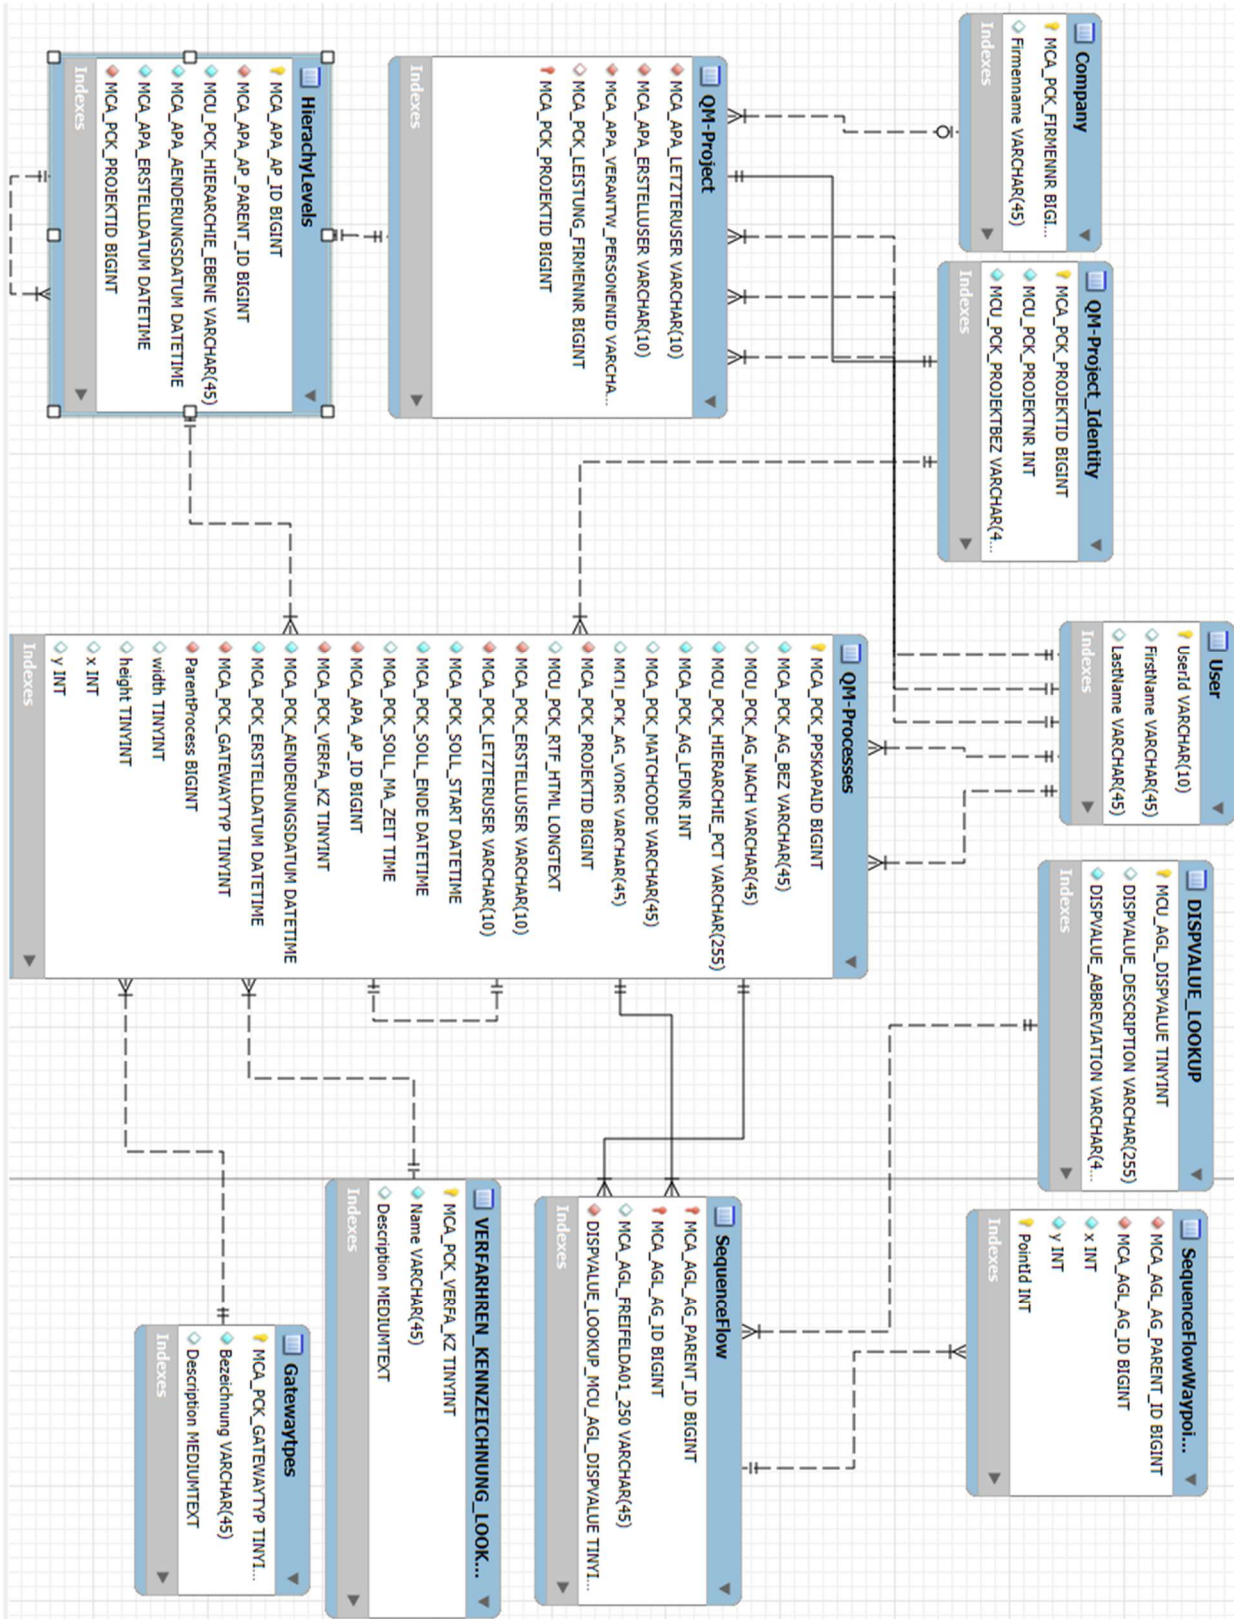 Company
MCA_PCK_FIRMENNR BIGI...
Firmenname VARCHAR(45)
Indexes
QM-Project_Identity
MCA_PCK_PROJEKTID BIGINT
MCU_PCK_PROJEKTNR INT
MCU_PCK_PROJEKTBEZ VARCHAR(4...
Indexes
User
UserId VARCHAR(10)
FirstName VARCHAR(45)
LastName VARCHAR(45)
Indexes
DISPVALUE_LOOKUP
MCU_AGL_DISPVALUE TINYINT
DISPVALUE_DESCRIPTION VARCHAR(255)
DISPVALUE_ABBREVIATION VARCHAR(4...
Indexes
SequenceFlowWaypoi...
MCA_AGL_AG_PARENT_ID BIGINT
MCA_AGL_AG_ID BIGINT
x INT
y INT
PointId INT
Indexes
QM-Project
MCA_APA_LETZTERUSER VARCHAR(10)
MCA_APA_ERSTELLUSER VARCHAR(10)
MCA_APA_VERANTW_PERSONENID VARCHA...
MCA_PCK_LEISTUNG_FIRMENNR BIGINT
MCA_PCK_PROJEKTID BIGINT
Indexes
HierachyLevels
MCA_APA_AP_ID BIGINT
MCA_APA_AP_PARENT_ID BIGINT
MCU_PCK_HIERARCHIE_EBENE VARCHAR(45)
MCA_APA_AENDERUNGSDATUM DATETIME
MCA_APA_ERSTELLDATUM DATETIME
MCA_PCK_PROJEKTID BIGINT
Indexes
QM-Processes
MCA_PCK_PPSKAPAID BIGINT
MCA_PCK_AG_BEZ VARCHAR(45)
MCU_PCK_AG_NACH VARCHAR(45)
MCU_PCK_HIERARCHIE_PCT VARCHAR(255)
MCA_PCK_AG_LFDNR INT
MCA_PCK_MATCHCODE VARCHAR(45)
MCU_PCK_AG_VORG VARCHAR(45)
MCA_PCK_PROJEKTID BIGINT
MCU_PCK_RTF_HTML LONGTEXT
MCA_PCK_ERSTELLUSER VARCHAR(10)
MCA_PCK_LETZTERUSER VARCHAR(10)
MCA_PCK_SOLL_START DATETIME
MCA_PCK_SOLL_ENDE DATETIME
MCA_PCK_SOLL_MA_ZEIT TIME
MCA_APA_AP_ID BIGINT
MCA_PCK_VERFA_KZ TINYINT
MCA_PCK_AENDERUNGSDATUM DATETIME
MCA_PCK_ERSTELLDATUM DATETIME
MCA_PCK_GATEWAYTYP TINYINT
ParentProcess BIGINT
width TINYINT
height TINYINT
x INT
y INT
Indexes
SequenceFlow
MCA_AGL_AG_PARENT_ID BIGINT
MCA_AGL_AG_ID BIGINT
MCA_AGL_FREIFELDA01_250 VARCHAR(45)
DISPVALUE_LOOKUP_MCU_AGL_DISPVALUE TINYI...
Indexes
VERFARHREN_KENNZEICHNUNG_LOOK...
MCA_PCK_VERFA_KZ TINYINT
Name VARCHAR(45)
Description MEDIUMTEXT
Indexes
Gatewaytpes
MCA_PCK_GATEWAYTYP TINYI...
Bezeichnung VARCHAR(45)
Description MEDIUMTEXT
Indexes